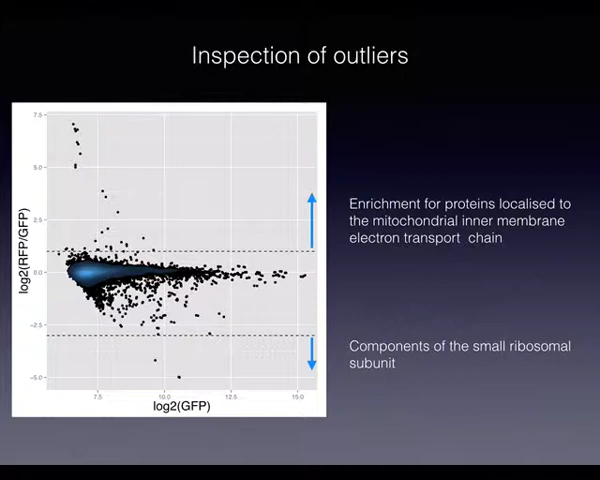 Inspection of outliers
7.5
5.0
2.5
0.0
-2.5
-5.0
log2(RFP/GFP)
7.5 10.0 12.5 15.0
log2(GFP)
Enrichment for proteins localised to
the mitochondrial inner membrane
electron transport chain
Components of the small ribosomal
subunit